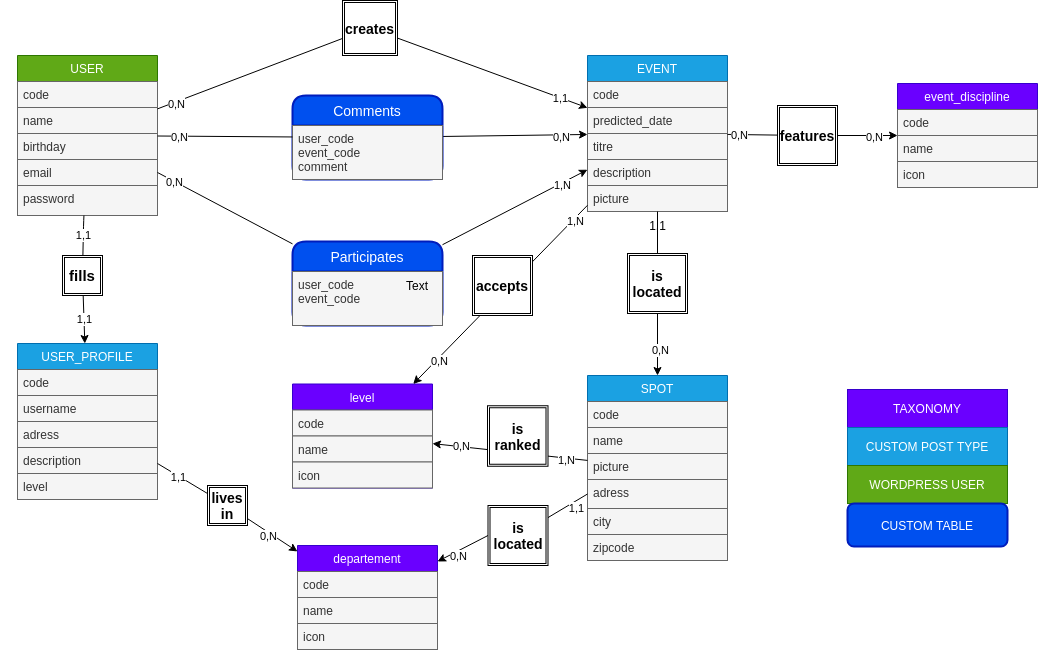 creates
0,N
1,1
USER
code
name
birthday
email
password
Comments
user_code
event_code
comment
0,N
0,N
EVENT
code
predicted_date
titre
description
picture
0,N
features
0,N
event_discipline
code
name
icon
0,N
1,N
Participates
user_code
event_code
Text
1,1
fills
1,1
1,N
accepts
0,N
1 1
is
located
0,N
USER_PROFILE
code
username
adress
description
level
level
code
name
icon
0,N
is
ranked
1,N
SPOT
code
name
picture
adress
city
zipcode
1,1
lives
in
0,N
1,1
is
located
0,N
departement
code
name
icon
TAXONOMY
CUSTOM POST TYPE
WORDPRESS USER
CUSTOM TABLE